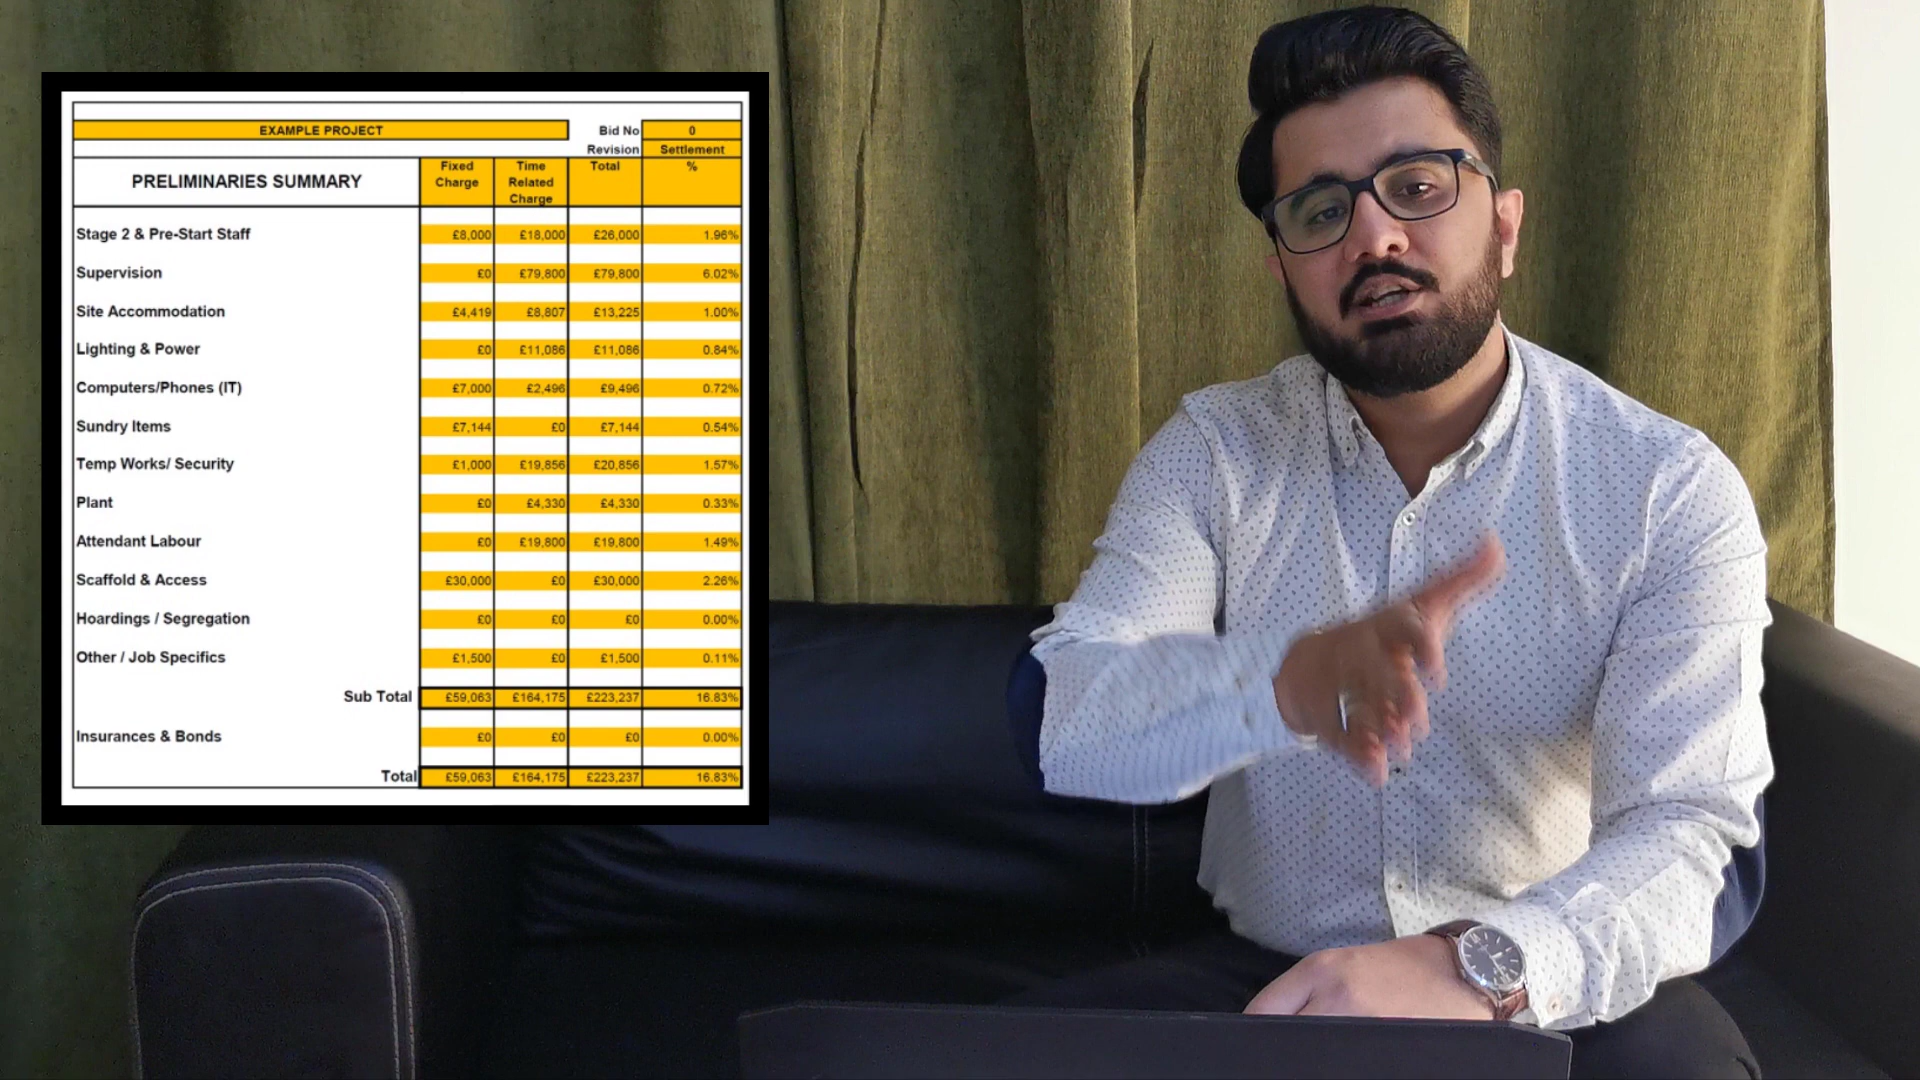 EXAMPLE PROJECT Bid No 0
Revision Settlement
PRELIMINARIES SUMMARY Fixed Charge Time Related Charge Total %
Stage 2 & Pre-Start Staff £8,000 £18,000 £26,000 1.96%
Supervision £0 £79,800 £79,800 6.02%
Site Accommodation £4,419 £8,807 £13,225 1.00%
Lighting & Power £0 £11,086 £11,086 0.84%
Computers/Phones (IT) £7,000 £2,496 £9,496 0.72%
Sundry Items £7,144 £0 £7,144 0.54%
Temp Works/ Security £1,000 £19,856 £20,856 1.57%
Plant £0 £4,330 £4,330 0.33%
Attendant Labour £0 £19,800 £19,800 1.49%
Scaffold & Access £30,000 £0 £30,000 2.26%
Hoardings / Segregation £0 £0 £0 0.00%
Other / Job Specifics £1,500 £0 £1,500 0.11%
Sub Total £59,063 £164,175 £223,237 16.83%
Insurances & Bonds £0 £0 £0 0.00%
Total £59,063 £164,175 £223,237 16.83%